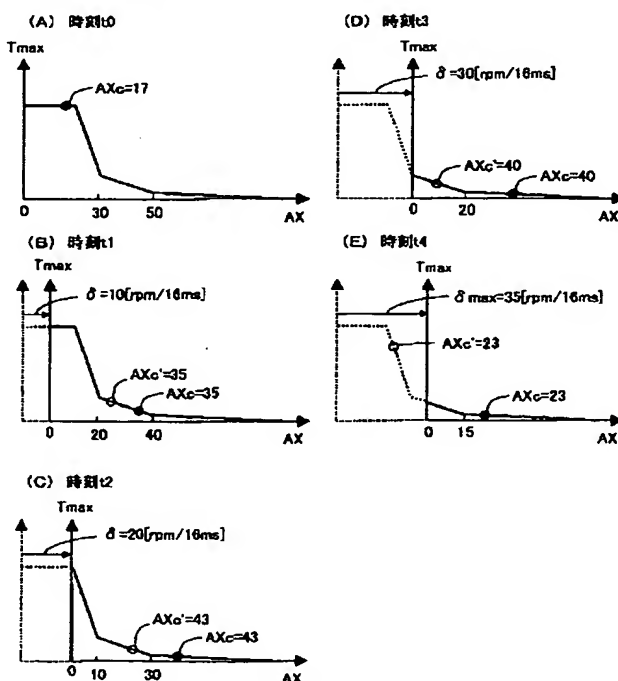 (A) 時刻t0
Tmax
AXc=17
0 30 50 AX
(B) 時刻t1
Tmax
δ=10[rpm/16ms]
AXc'=35
AXc=35
0 20 40 AX
(C) 時刻t2
Tmax
δ=20[rpm/16ms]
AXc'=43
AXc=43
0 10 30 AX
(D) 時刻t3
Tmax
δ=30[rpm/16ms]
AXc'=40
AXc=40
0 20 AX
(E) 時刻t4
Tmax
δmax=35[rpm/16ms]
AXc'=23
AXc=23
0 15 AX